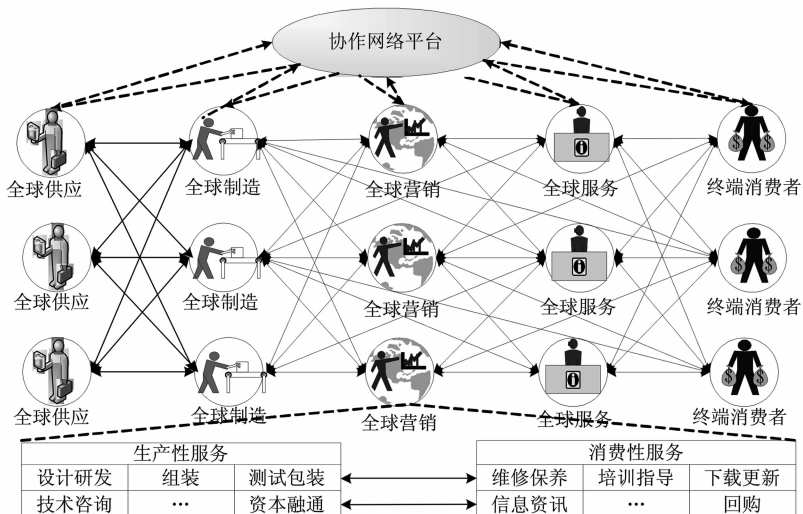 协作网络平台
全球供应 全球制造 全球营销 全球服务 终端消费者
全球供应 全球制造 全球营销 全球服务 终端消费者
全球供应 全球制造 全球营销 全球服务 终端消费者
生产性服务 消费性服务
设计研发 组装 测试包装 维修保养 培训指导 下载更新
技术咨询 … 资本融通 信息资讯 … 回购